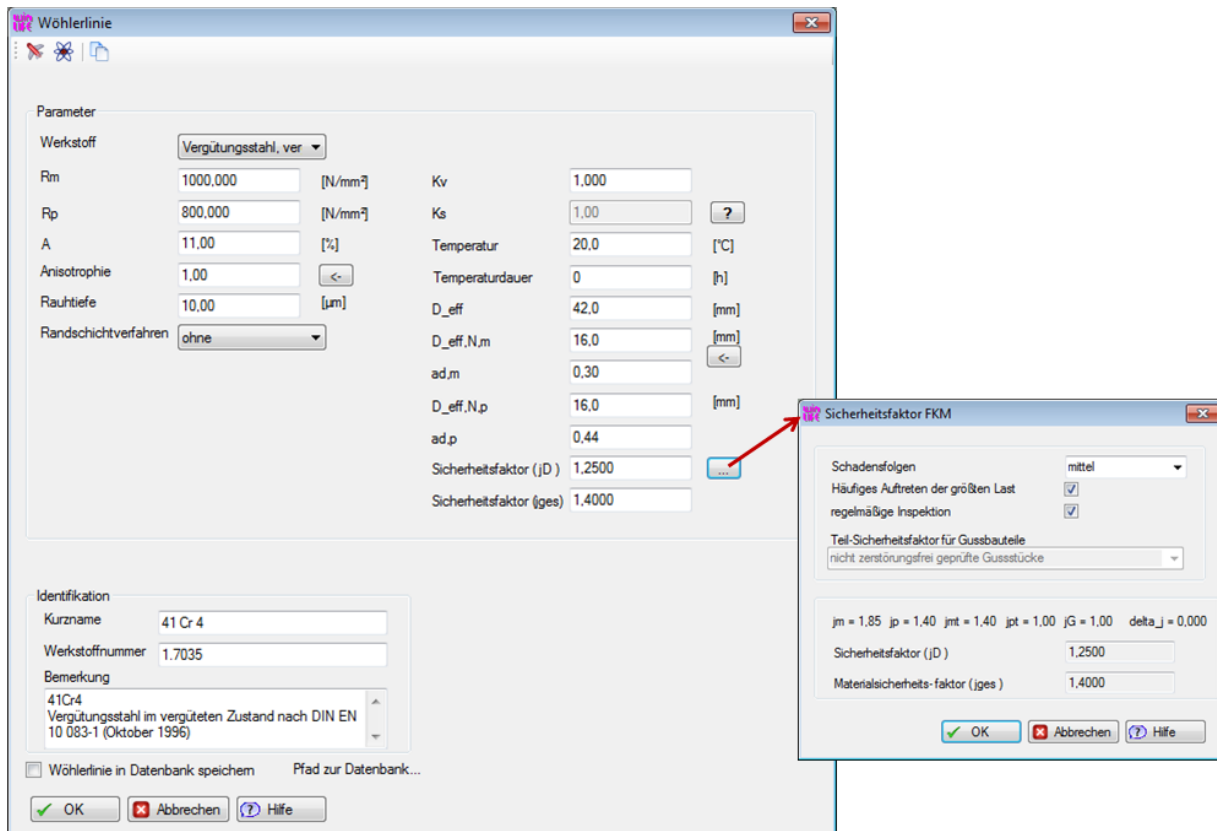 Wöhlerlinie
Parameter
Werkstoff Vergütungsstahl, ver
Rm 1000,000 [N/mm²]
Rp 800,000 [N/mm²]
A 11,00 [%]
Anisotrophie 1,00 <-
Rauhtiefe 10,00 [µm]
Randschichtverfahren ohne
Kv 1,000
Ks 1,00 ?
Temperatur 20,0 [°C]
Temperaturdauer 0 [h]
D_eff 42,0 [mm]
D_eff,N,m 16,0 [mm]
<-
ad,m 0,30
D_eff,N,p 16,0 [mm]
ad,p 0,44
Sicherheitsfaktor ( jD ) 1,2500 ...
Sicherheitsfaktor (jges) 1,4000
Identifikation
Kurzname 41 Cr 4
Werkstoffnummer 1.7035
Bemerkung
41Cr4
Vergütungsstahl im vergüteten Zustand nach DIN EN
10 083-1 (Oktober 1996)
Wöhlerlinie in Datenbank speichern Pfad zur Datenbank...
OK Abbrechen Hilfe
Sicherheitsfaktor FKM
Schadensfolgen mittel
Häufiges Auftreten der größten Last
regelmäßige Inspektion
Teil-Sicherheitsfaktor für Gussbauteile
nicht zerstörungsfrei geprüfte Gussstücke
jm = 1,85 jp = 1,40 jmt = 1,40 jpt = 1,00 jG = 1,00 delta_j = 0,000
Sicherheitsfaktor ( jD ) 1,2500
Materialsicherheits-faktor ( jges ) 1,4000
OK Abbrechen Hilfe